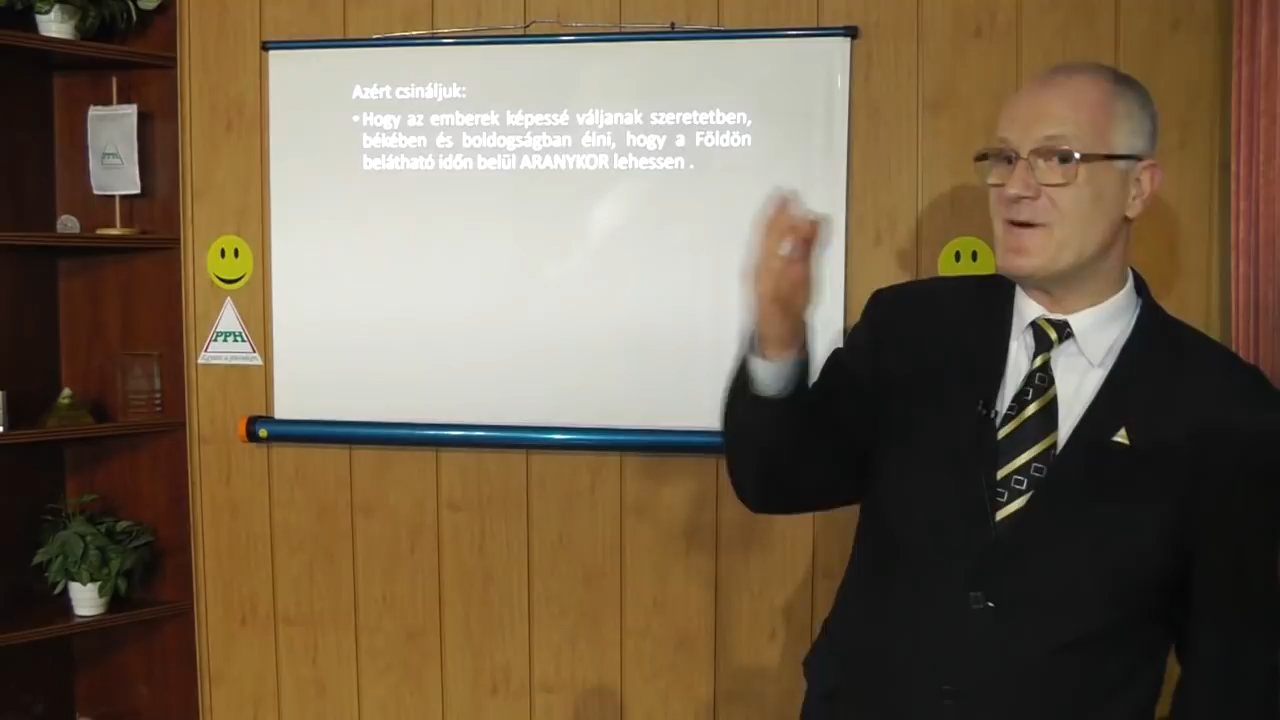 Azért csináljuk:
•Hogy az emberek képessé váljanak szeretetben,
békében és boldogságban élni, hogy a Földön
belátható időn belül ARANYKOR lehessen .
PPH